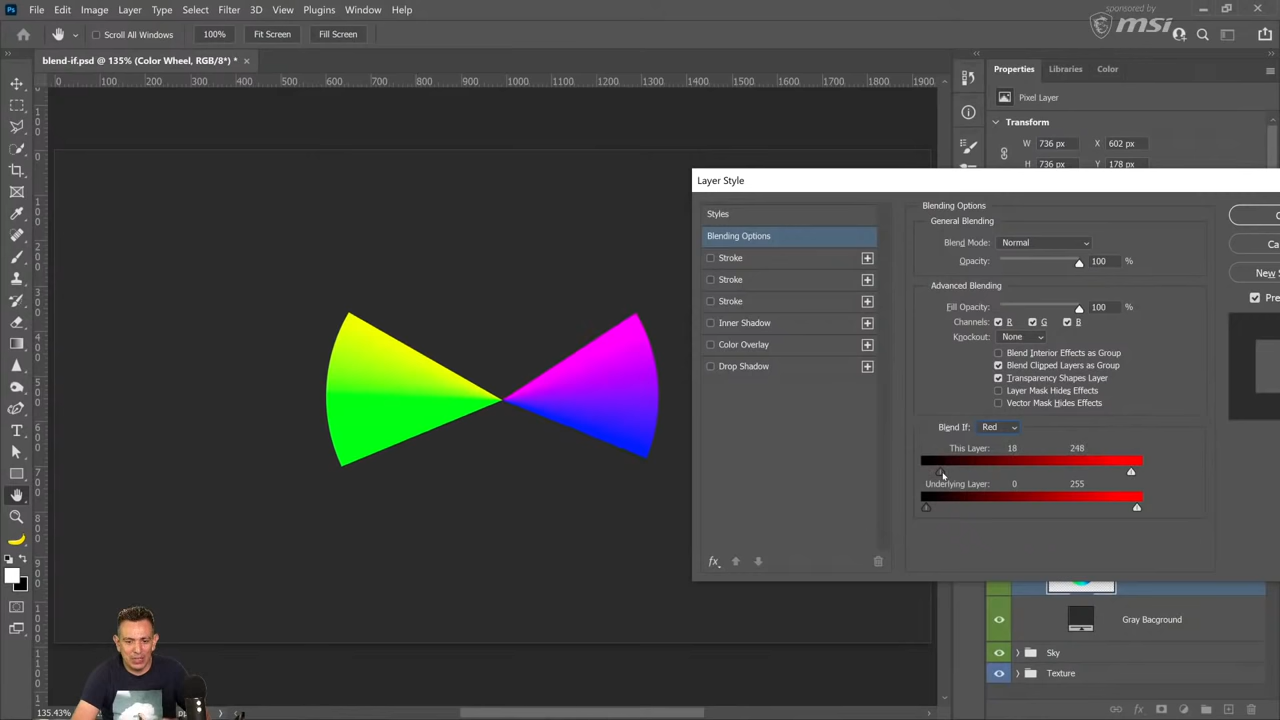 Ps File Edit Image Layer Type Select Filter 3D View Plugins Window Help
sponsored by
msi
Scroll All Windows 100% Fit Screen Fill Screen
blend-if.psd @ 135% (Color Wheel, RGB/8*) * ×
0 100 200 300 400 500 600 700 800 900 1000 1100 1200 1300 1400 1500 1600 1700 1800 1900
Properties Libraries Color
Pixel Layer
Transform
W 736 px X 602 px
H 736 px Y 178 px
Layer Style
Styles
Blending Options
Stroke
Stroke
Stroke
Inner Shadow
Color Overlay
Drop Shadow
fx
Blending Options
General Blending
Blend Mode: Normal
Opacity: 100 %
Advanced Blending
Fill Opacity: 100 %
Channels: R G B
Knockout: None
Blend Interior Effects as Group
Blend Clipped Layers as Group
Transparency Shapes Layer
Layer Mask Hides Effects
Vector Mask Hides Effects
Blend If: Red
This Layer: 18 248
Underlying Layer: 0 255
Ca
New S
Pre
Gray Bacground
Sky
Texture
fx
135.43%